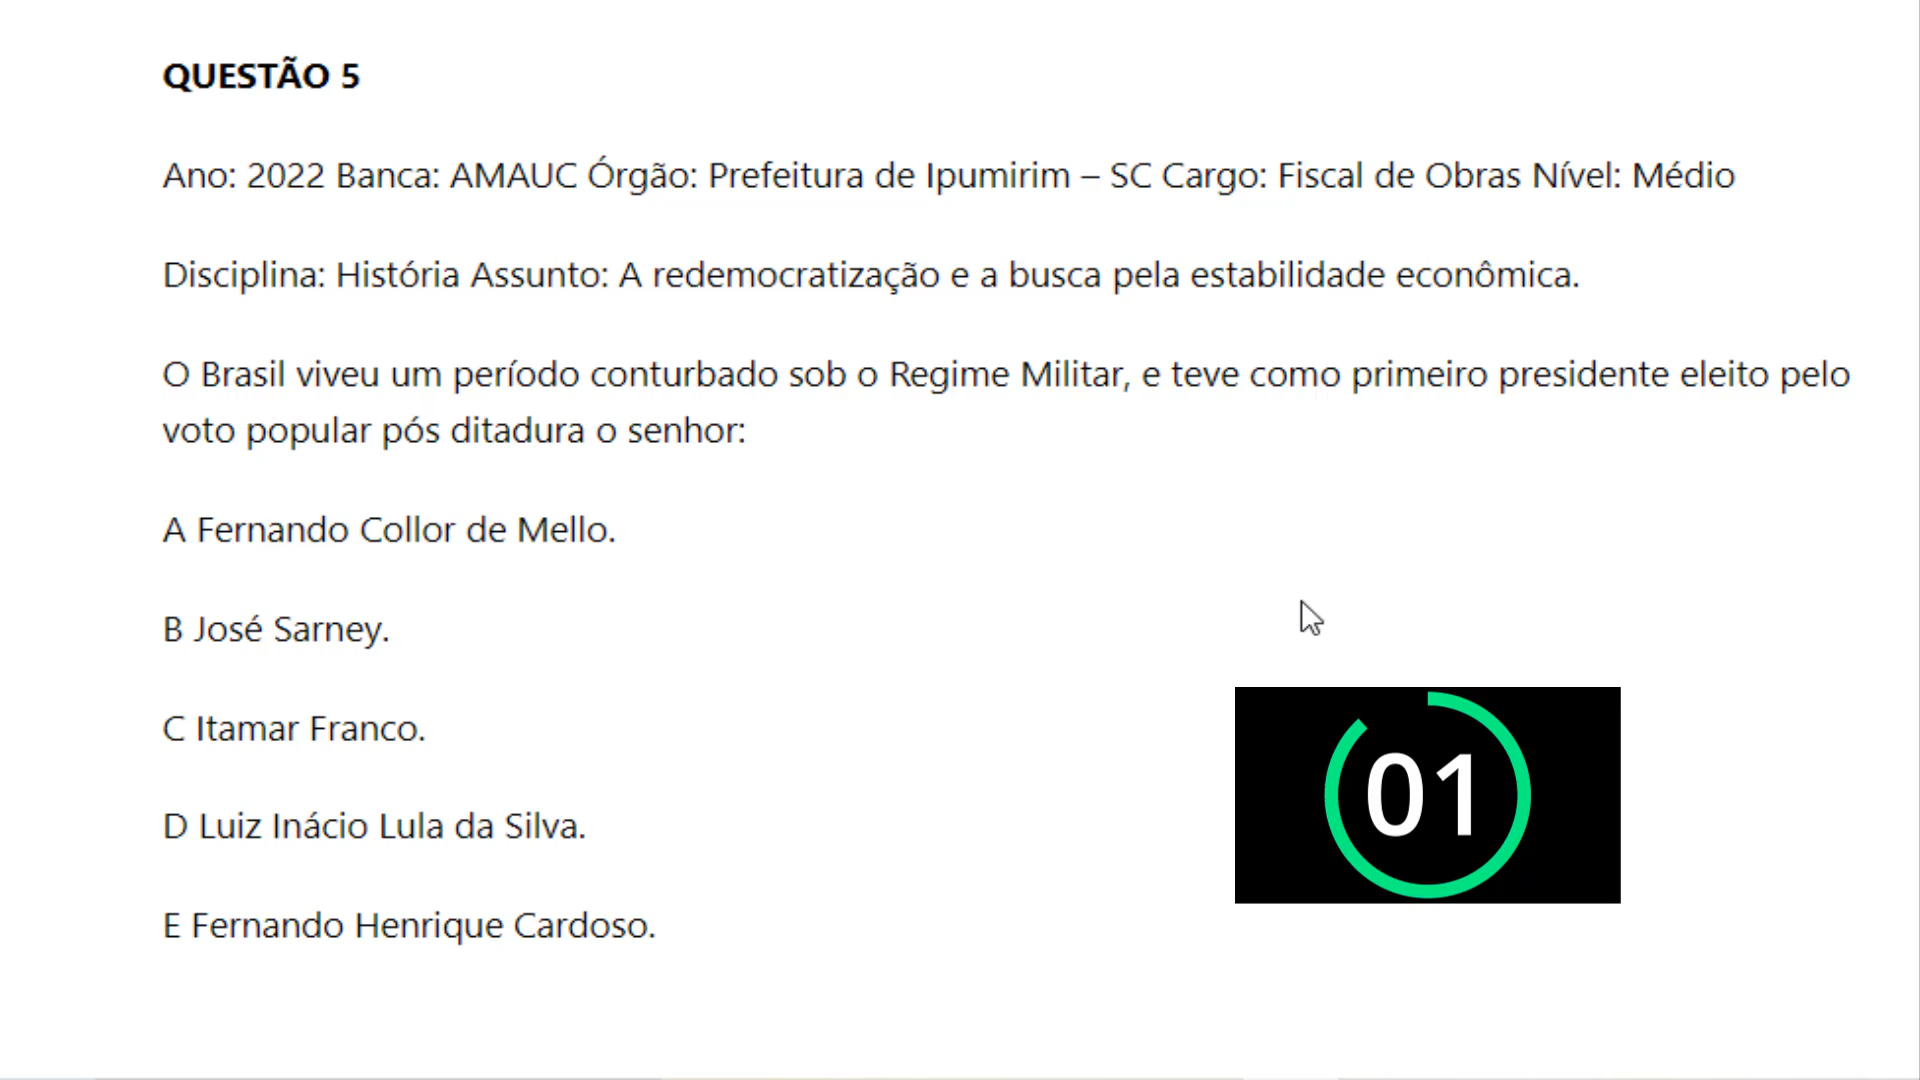 QUESTÃO 5
Ano: 2022 Banca: AMAUC Órgão: Prefeitura de Ipumirim – SC Cargo: Fiscal de Obras Nível: Médio
Disciplina: História Assunto: A redemocratização e a busca pela estabilidade econômica.
O Brasil viveu um período conturbado sob o Regime Militar, e teve como primeiro presidente eleito pelo
voto popular pós ditadura o senhor:
A Fernando Collor de Mello.
B José Sarney.
C Itamar Franco.
D Luiz Inácio Lula da Silva.
E Fernando Henrique Cardoso.
01